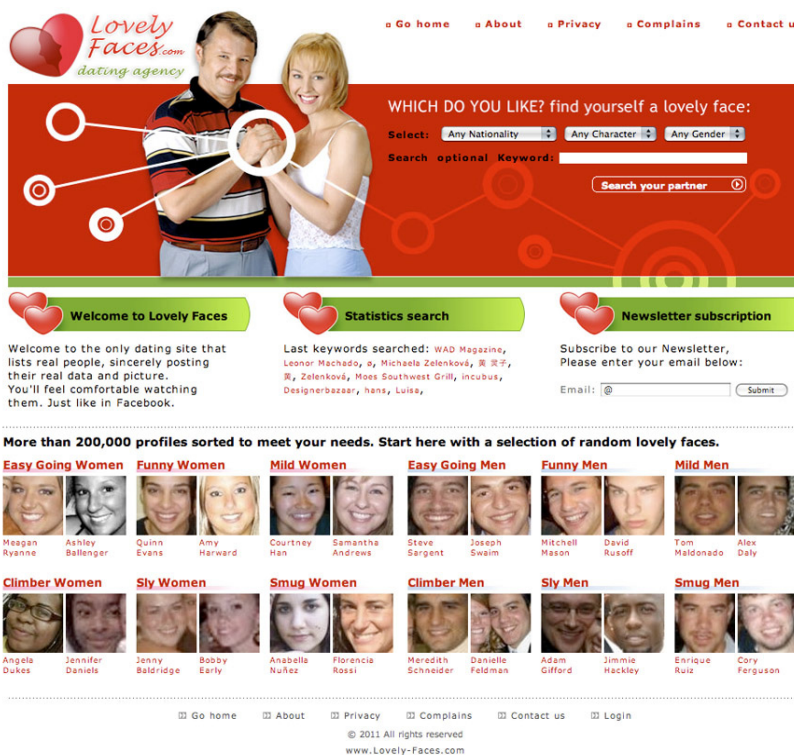 Lovely
Faces.com
dating agency
Go home About Privacy Complains Contact u
WHICH DO YOU LIKE? find yourself a lovely face:
Select: Any Nationality Any Character Any Gender
Search optional Keyword:
Search your partner
Welcome to Lovely Faces
Welcome to the only dating site that
lists real people, sincerely posting
their real data and picture.
You'll feel comfortable watching
them. Just like in Facebook.
Statistics search
Last keywords searched: WAD Magazine,
Leonor Machado, ø, Michaela Zelenková, 黄
黄, Zelenková, Moes Southwest Grill, incubus,
Designerbazaar, hans, Luisa,
Newsletter subscription
Subscribe to our Newsletter,
Please enter your email below:
Email: @ Submit
More than 200,000 profiles sorted to meet your needs. Start here with a selection of random lovely faces.
Easy Going Women Funny Women Mild Women Easy Going Men Funny Men Mild Men
Meagan Ashley Quinn Amy Courtney Samantha Steve Joseph Mitchell David Tom Alex
Ryanne Ballenger Evans Harward Han Andrews Sargent Swaim Mason Rusoff Maldonado Daly
Climber Women Sly Women Smug Women Climber Men Sly Men Smug Men
Angela Jennifer Jenny Bobby Anabella Florencia Meredith Danielle Adam Jimmie Enrique Cory
Dukes Daniels Baldridge Early Nuñez Rossi Schneider Feldman Gifford Hackley Ruiz Ferguson
Go home About Privacy Complains Contact us Login
© 2011 All rights reserved
www.Lovely-Faces.com